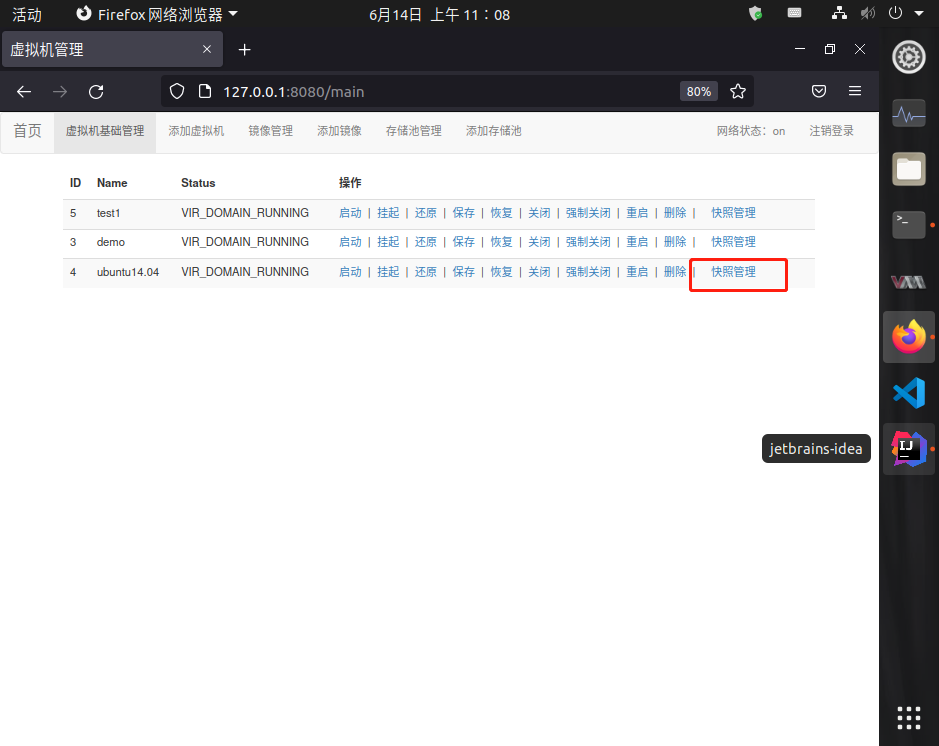 活动 Firefox 网络浏览器 6月14日 上午 11：08
虚拟机管理
127.0.0.1:8080/main 80%
首页 虚拟机基础管理 添加虚拟机 镜像管理 添加镜像 存储池管理 添加存储池 网络状态：on 注销登录
ID Name Status 操作
5 test1 VIR_DOMAIN_RUNNING 启动 | 挂起 | 还原 | 保存 | 恢复 | 关闭 | 强制关闭 | 重启 | 删除 | 快照管理
3 demo VIR_DOMAIN_RUNNING 启动 | 挂起 | 还原 | 保存 | 恢复 | 关闭 | 强制关闭 | 重启 | 删除 | 快照管理
4 ubuntu14.04 VIR_DOMAIN_RUNNING 启动 | 挂起 | 还原 | 保存 | 恢复 | 关闭 | 强制关闭 | 重启 | 删除 | 快照管理
jetbrains-idea
IJ